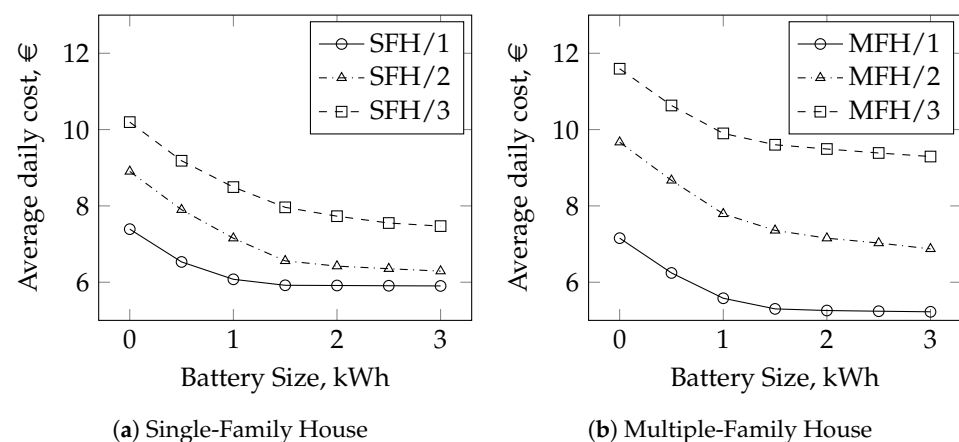 Average daily cost, €
12
10
8
6
0 1 2 3
Battery Size, kWh
SFH/1
SFH/2
SFH/3
(a) Single-Family House
Average daily cost, €
12
10
8
6
0 1 2 3
Battery Size, kWh
MFH/1
MFH/2
MFH/3
(b) Multiple-Family House